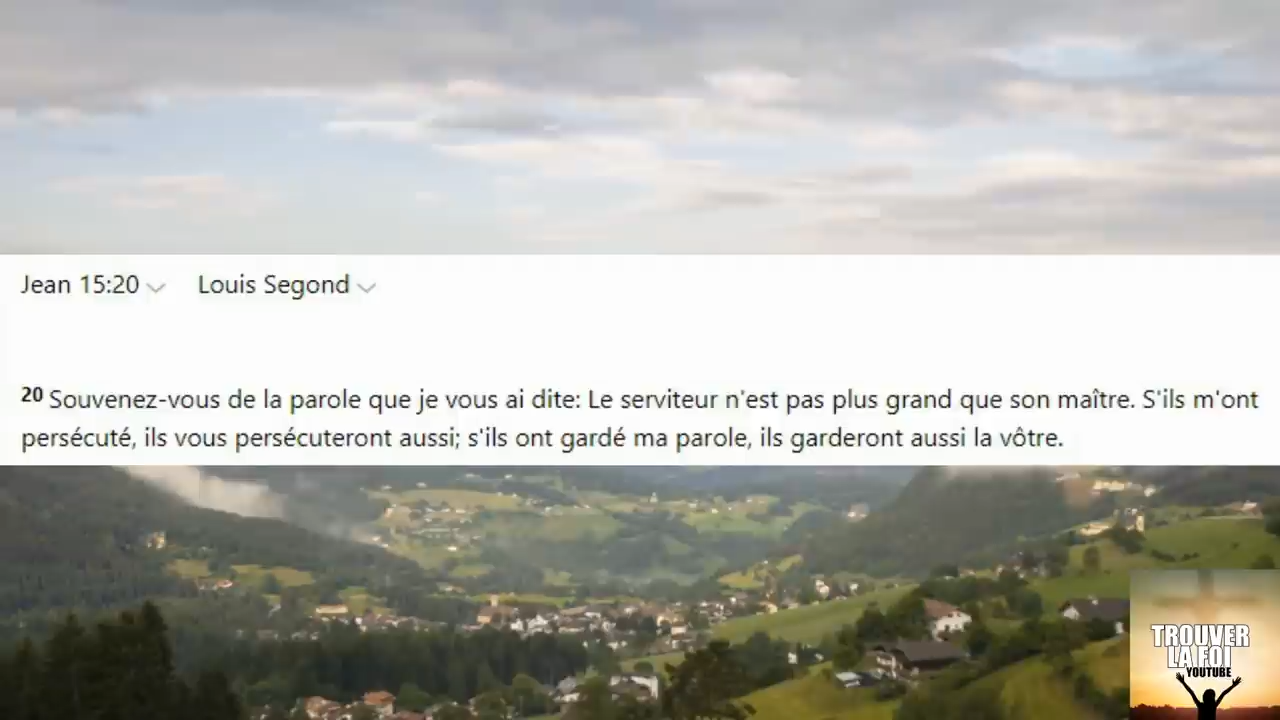 Jean 15:20 Louis Segond
20 Souvenez-vous de la parole que je vous ai dite: Le serviteur n'est pas plus grand que son maître. S'ils m'ont
persécuté, ils vous persécuteront aussi; s'ils ont gardé ma parole, ils garderont aussi la vôtre.
TROUVER
LA FOI
YOUTUBE